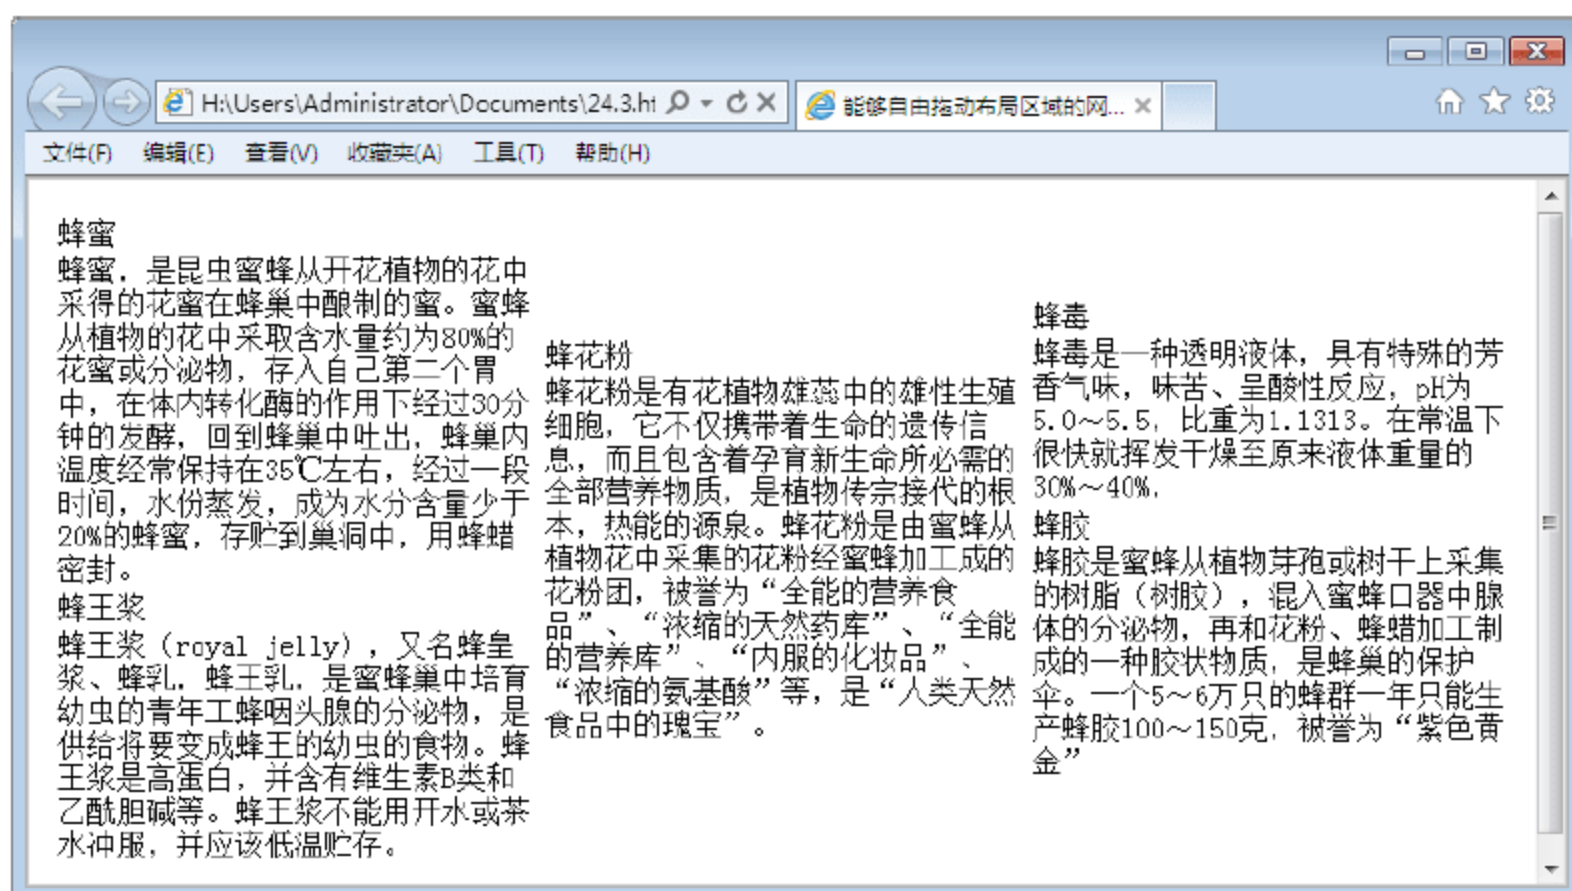 H:\Users\Administrator\Documents\24.3.ht
能够自由拖动布局区域的网...
文件(F) 编辑(E) 查看(V) 收藏夹(A) 工具(T) 帮助(H)
蜂蜜
蜂蜜，是昆虫蜜蜂从开花植物的花中
采得的花蜜在蜂巢中酿制的蜜。蜜蜂
从植物的花中采取含水量约为80%的
花蜜或分泌物，存入自己第二个胃
中，在体内转化酶的作用下经过30分
钟的发酵，回到蜂巢中吐出，蜂巢内
温度经常保持在35℃左右，经过一段
时间，水份蒸发，成为水分含量少于
20%的蜂蜜，存贮到巢洞中，用蜂蜡
密封。
蜂王浆
蜂王浆（royal jelly），又名蜂皇
浆、蜂乳，蜂王乳，是蜜蜂巢中培育
幼虫的青年工蜂咽头腺的分泌物，是
供给将要变成蜂王的幼虫的食物。蜂
王浆是高蛋白，并含有维生素B类和
乙酰胆碱等。蜂王浆不能用开水或茶
水冲服，并应该低温贮存。
蜂花粉
蜂花粉是有花植物雄蕊中的雄性生殖
细胞，它不仅携带着生命的遗传信
息，而且包含着孕育新生命所必需的
全部营养物质，是植物传宗接代的根
本，热能的源泉。蜂花粉是由蜜蜂从
植物花中采集的花粉经蜜蜂加工成的
花粉团，被誉为“全能的营养食
品”、“浓缩的天然药库”、“全能
的营养库”、“内服的化妆品”、
“浓缩的氨基酸”等，是“人类天然
食品中的瑰宝”。
蜂毒
蜂毒是一种透明液体，具有特殊的芳
香气味，味苦、呈酸性反应，pH为
5.0～5.5，比重为1.1313。在常温下
很快就挥发干燥至原来液体重量的
30%～40%，
蜂胶
蜂胶是蜜蜂从植物芽孢或树干上采集
的树脂（树胶），混入蜜蜂口器中腺
体的分泌物，再和花粉、蜂蜡加工制
成的一种胶状物质，是蜂巢的保护
伞。一个5～6万只的蜂群一年只能生
产蜂胶100～150克，被誉为“紫色黄
金”